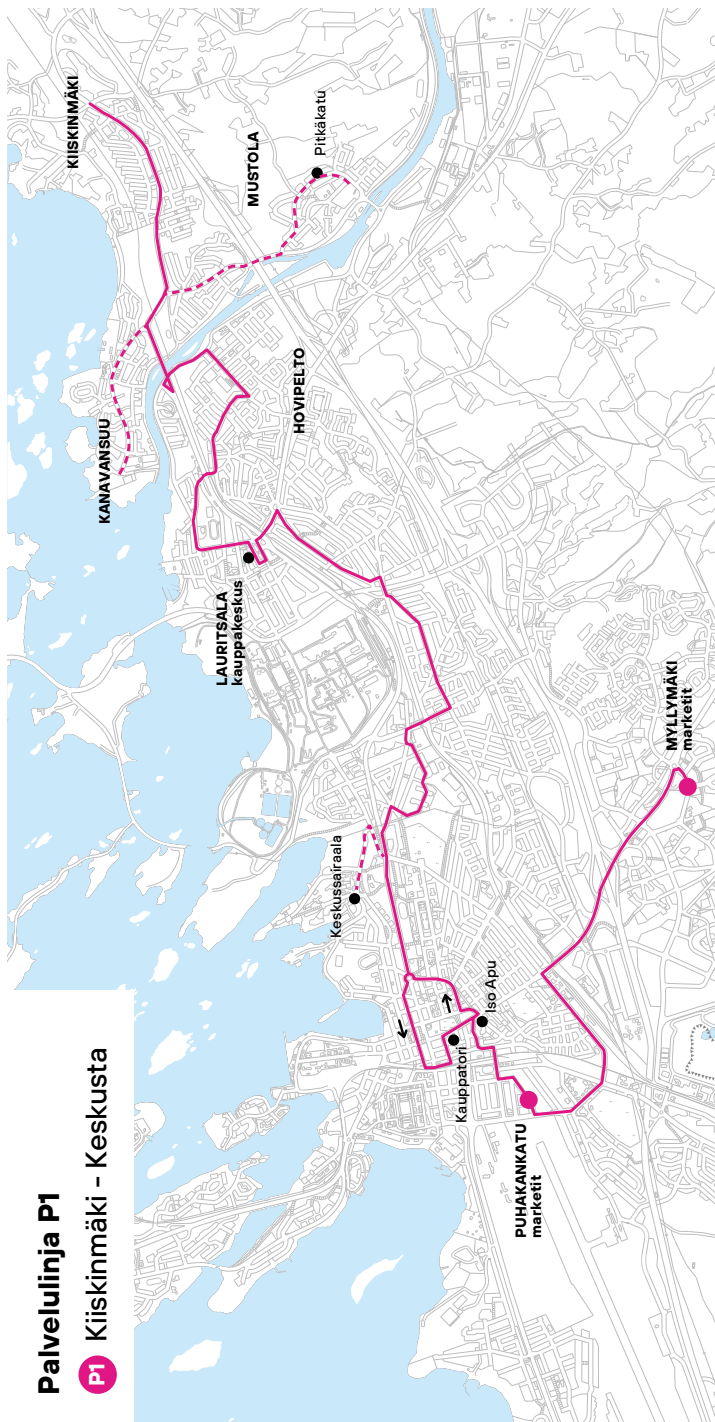 Palvelulinja P1
P1 Kiiskinmäki – Keskusta
PUHAKANKATU
marketit
Kauppatori
Iso Apu
Keskussairaala
MYLLYMÄKI
marketit
LAURITSALA
kauppakeskus
KANAVANSUU
HOVIPELTO
MUSTOLA
Pitkäkatu
KIISKINMÄKI